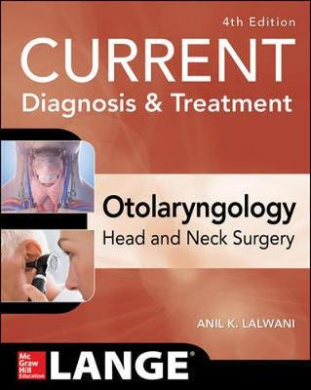 4th Edition
CURRENT
Diagnosis & Treatment
Otolaryngology
Head and Neck Surgery
ANIL K. LALWANI
Mc
Graw
Hill
Education
LANGE®